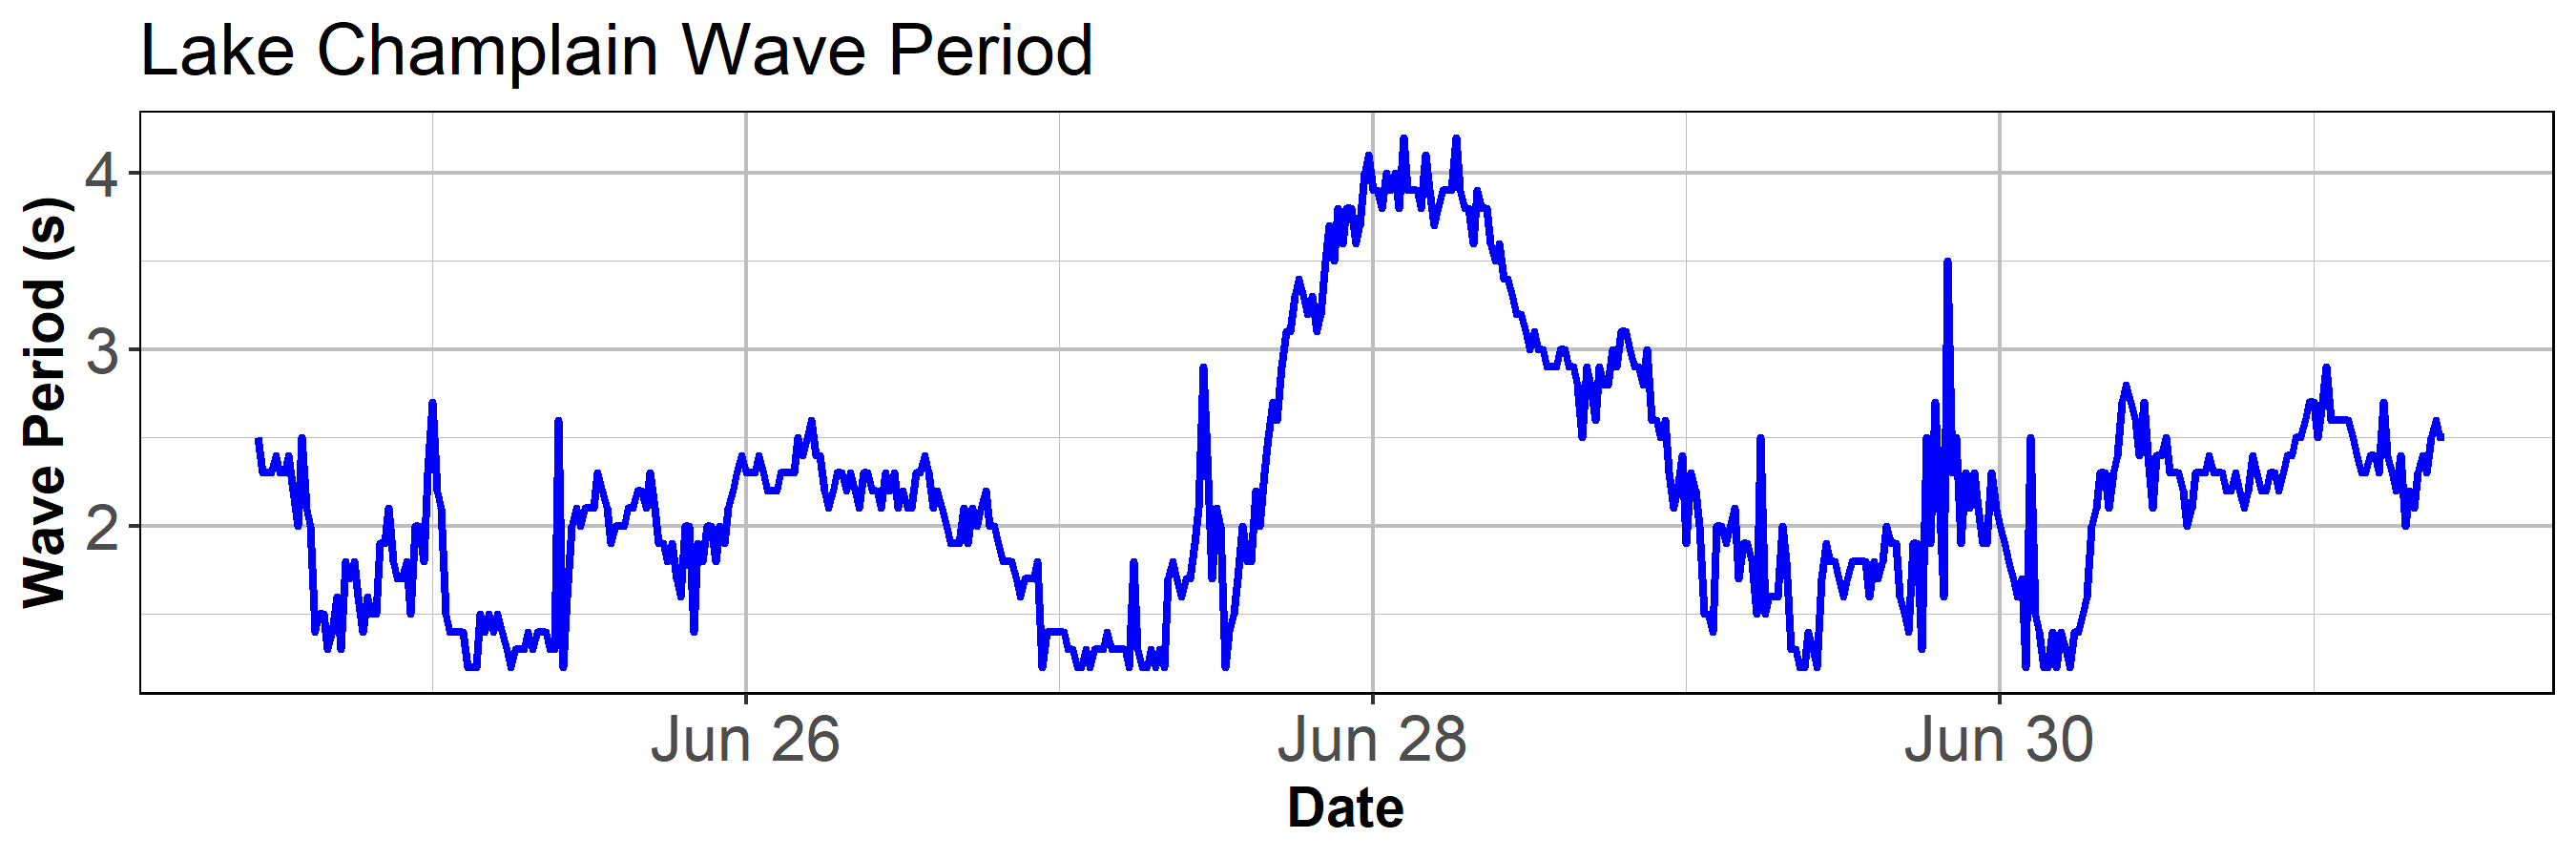 Lake Champlain Wave Period
Wave Period (s)
4
3
2
Jun 26
Jun 28
Jun 30
Date